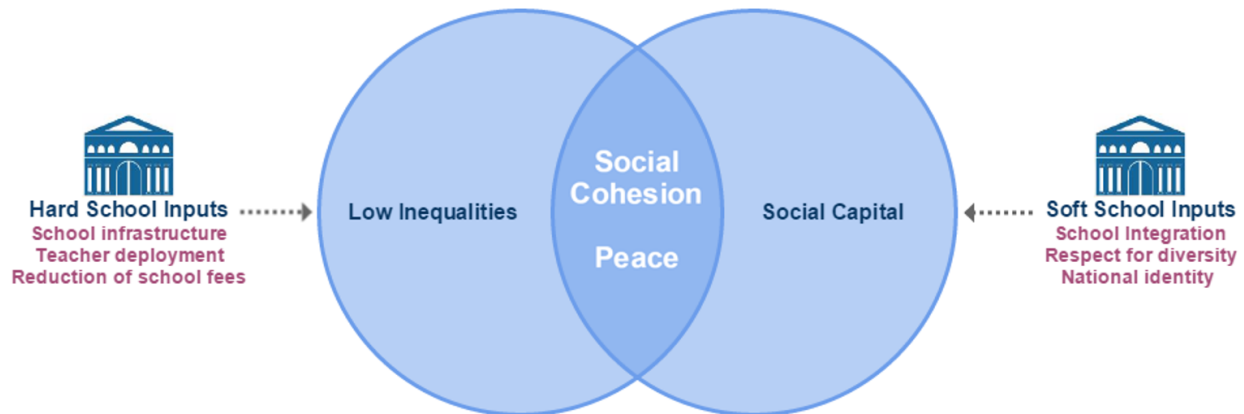 Hard School Inputs
School infrastructure
Teacher deployment
Reduction of school fees
Low Inequalities
Social
Cohesion
Peace
Social Capital
Soft School Inputs
School Integration
Respect for diversity
National identity